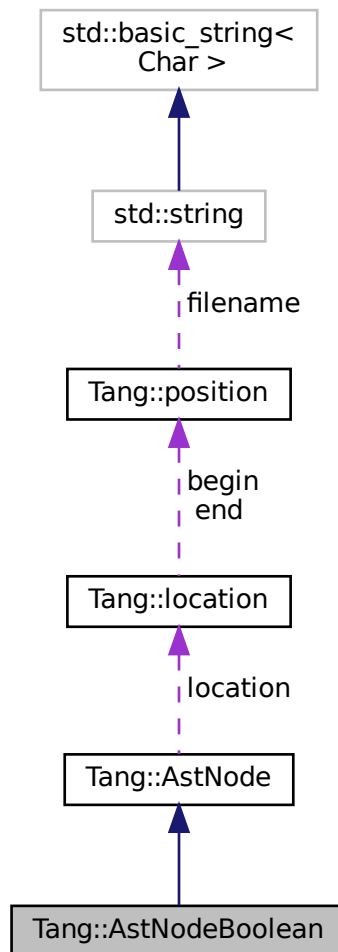 std::basic_string<
Char >
std::string
filename
Tang::position
begin
end
Tang::location
location
Tang::AstNode
Tang::AstNodeBoolean